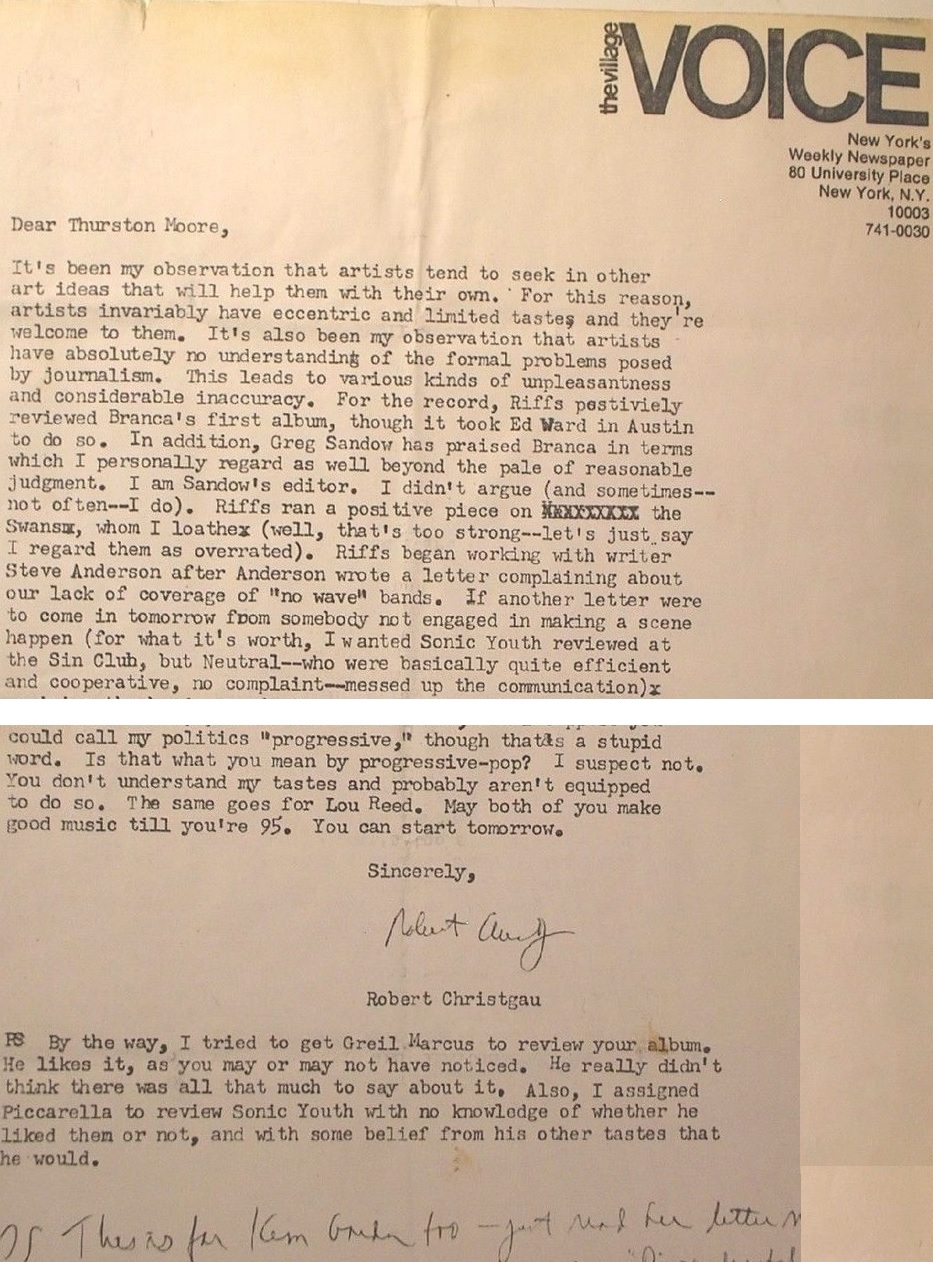 the village VOICE
New York's
Weekly Newspaper
80 University Place
New York, N.Y.
10003
741-0030
Dear Thurston Moore,
It's been my observation that artists tend to seek in other
art ideas that will help them with their own. For this reason,
artists invariably have eccentric and limited tastes and they're
welcome to them. It's also been my observation that artists
have absolutely no understanding of the formal problems posed
by journalism. This leads to various kinds of unpleasantness
and considerable inaccuracy. For the record, Riffs postiviely
reviewed Branca's first album, though it took Ed Ward in Austin
to do so. In addition, Greg Sandow has praised Branca in terms
which I personally regard as well beyond the pale of reasonable
judgment. I am Sandow's editor. I didn't argue (and sometimes--
not often--I do). Riffs ran a positive piece on the
Swans, whom I loathe (well, that's too strong--let's just say
I regard them as overrated). Riffs began working with writer
Steve Anderson after Anderson wrote a letter complaining about
our lack of coverage of "no wave" bands. If another letter were
to come in tomorrow from somebody not engaged in making a scene
happen (for what it's worth, I wanted Sonic Youth reviewed at
the Sin Club, but Neutral--who were basically quite efficient
and cooperative, no complaint--messed up the communication)x
could call my politics "progressive," though that's a stupid
word. Is that what you mean by progressive-pop? I suspect not.
You don't understand my tastes and probably aren't equipped
to do so. The same goes for Lou Reed. May both of you make
good music till you're 95. You can start tomorrow.
Sincerely,
Robert Christgau
PS By the way, I tried to get Greil Marcus to review your album.
He likes it, as you may or may not have noticed. He really didn't
think there was all that much to say about it. Also, I assigned
Piccarella to review Sonic Youth with no knowledge of whether he
liked them or not, and with some belief from his other tastes that
he would.
PS This is for Kim Gordon too — just read her letter